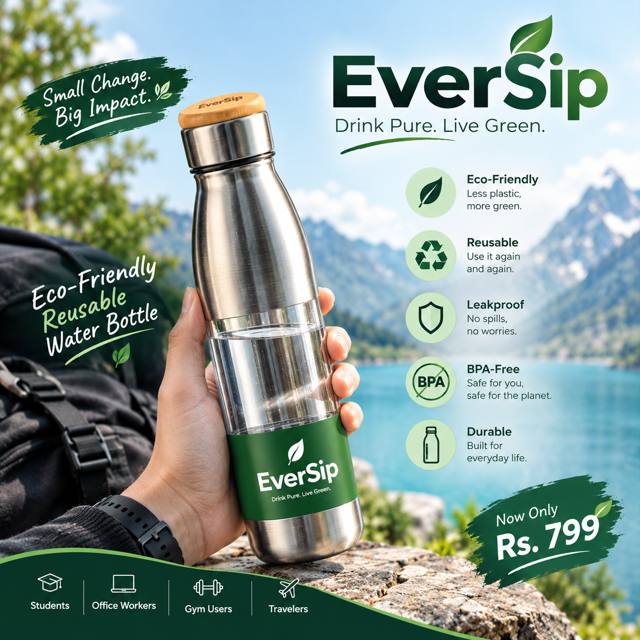 Small Change.
Big Impact.
EverSip
EverSip
Drink Pure. Live Green.
Eco-Friendly
Less plastic,
more green.
Reusable
Use it again
and again.
Leakproof
No spills,
no worries.
BPA
BPA-Free
Safe for you,
safe for the planet.
Durable
Built for
everyday life.
Eco-Friendly
Reusable
Water Bottle
EverSip
Drink Pure. Live Green.
Now Only
Rs. 799
Students
Office Workers
Gym Users
Travelers